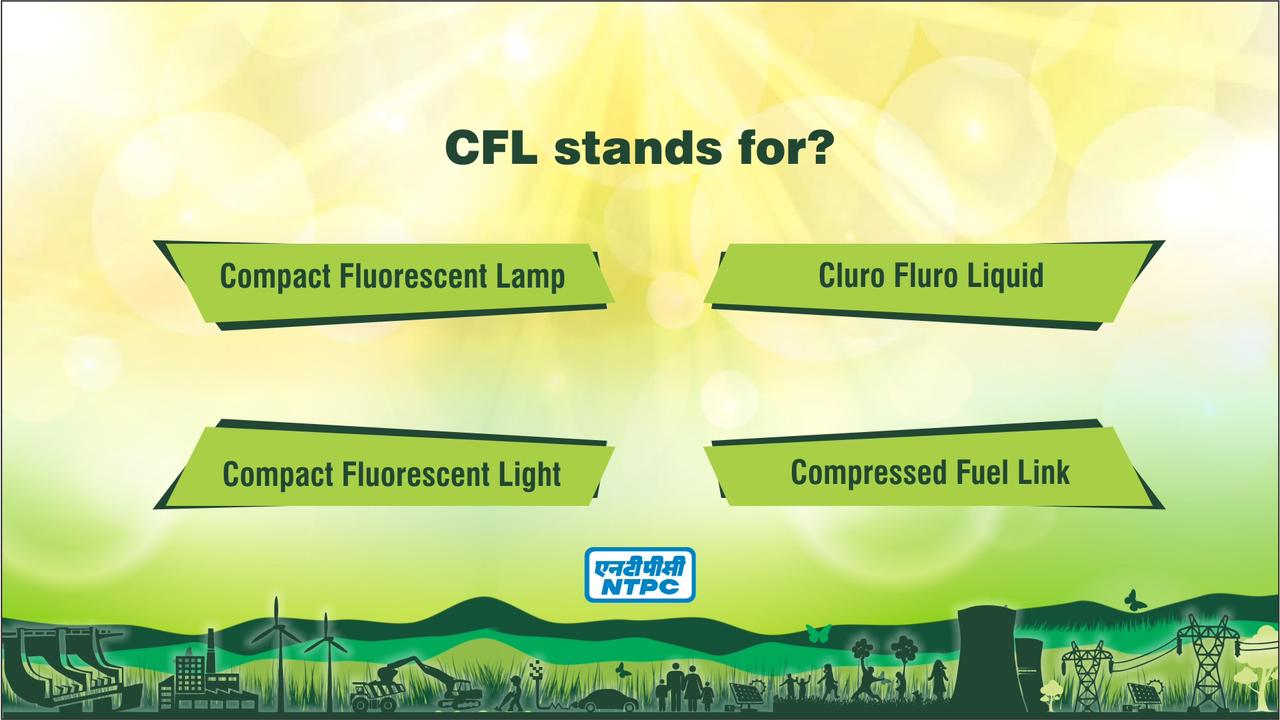 CFL stands for?
Compact Fluorescent Lamp
Cluro Fluro Liquid
Compact Fluorescent Light
Compressed Fuel Link
एनटीपीसी
NTPC